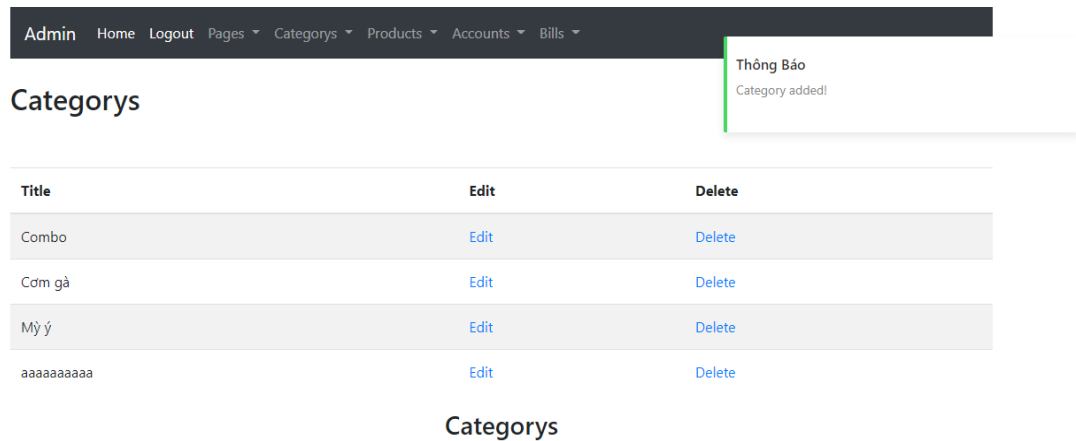 Admin Home Logout Pages Categorys Products Accounts Bills
Thông Báo
Category added!
Categorys
Title Edit Delete
Combo Edit Delete
Cơm gà Edit Delete
Mỳ ý Edit Delete
aaaaaaaaaa Edit Delete
Categorys